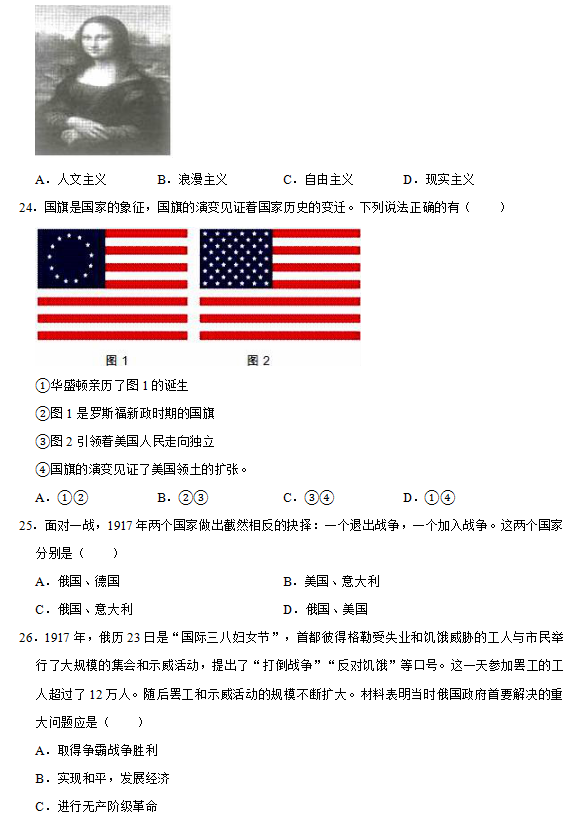 A．人文主义 B．浪漫主义 C．自由主义 D．现实主义
24．国旗是国家的象征，国旗的演变见证着国家历史的变迁。下列说法正确的有（ ）
图 1 图 2
①华盛顿亲历了图 1 的诞生
②图 1 是罗斯福新政时期的国旗
③图 2 引领着美国人民走向独立
④国旗的演变见证了美国领土的扩张。
A．①② B．②③ C．③④ D．①④
25．面对一战，1917 年两个国家做出截然相反的抉择：一个退出战争，一个加入战争。这两个国家
分别是（ ）
A．俄国、德国 B．美国、意大利
C．俄国、意大利 D．俄国、美国
26．1917 年，俄历 23 日是“国际三八妇女节”，首都彼得格勒受失业和饥饿威胁的工人与市民举
行了大规模的集会和示威活动，提出了“打倒战争”“反对饥饿”等口号。这一天参加罢工的工
人超过了 12 万人。随后罢工和示威活动的规模不断扩大。材料表明当时俄国政府首要解决的重
大问题应是（ ）
A．取得争霸战争胜利
B．实现和平，发展经济
C．进行无产阶级革命